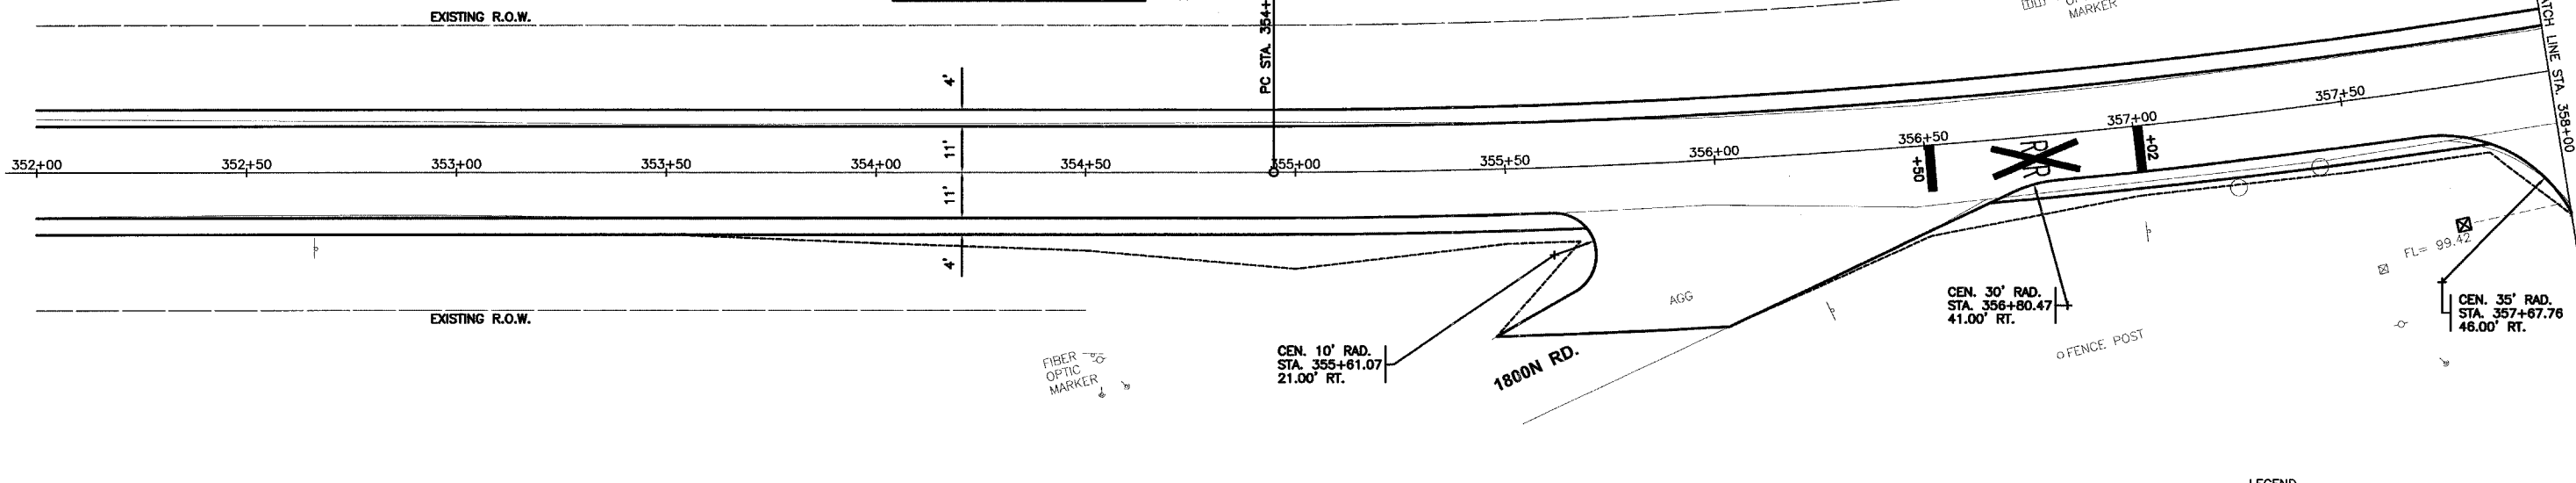 EXISTING R.O.W.
PC STA. 354+
MARKER
MATCH LINE STA. 358+00
4'
11'
11'
4'
352+00
352+50
353+00
353+50
354+00
354+50
355+00
355+50
356+00
356+50
357+00
357+50
+50
RR
+02
EXISTING R.O.W.
FIBER
OPTIC
MARKER
CEN. 10' RAD.
STA. 355+61.07
21.00' RT.
1800N RD.
AGG
CEN. 30' RAD.
STA. 356+80.47
41.00' RT.
FENCE POST
FL= 99.42
CEN. 35' RAD.
STA. 357+67.76
46.00' RT.
LEGEND